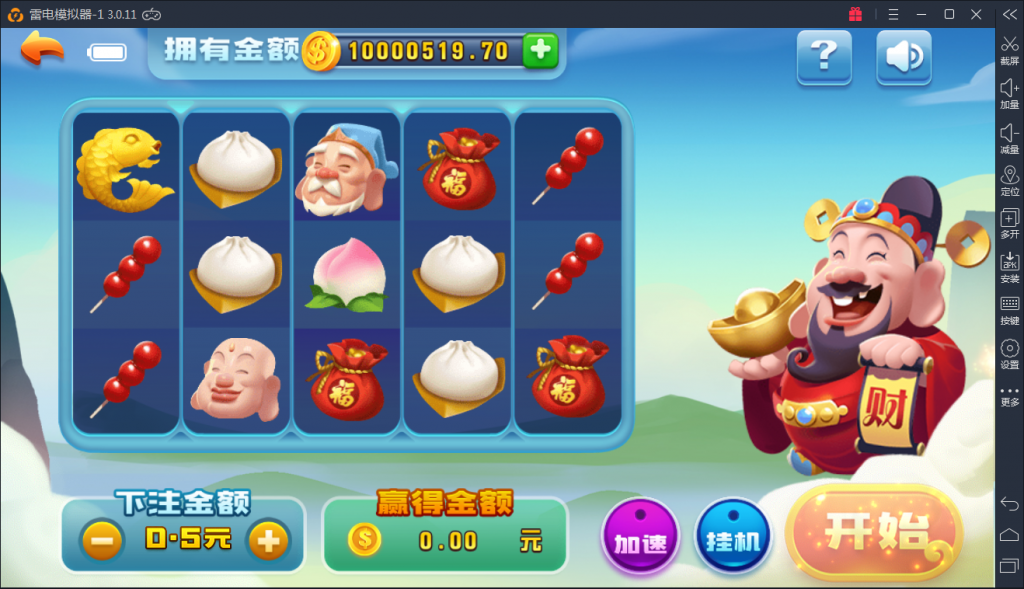 雷电模拟器-1 3.0.11
拥有金额 10000519.70
截屏
加量
减量
定位
多开
APK
安装
按键
设置
更多
福
福
福
财
下注金额
0.5元
赢得金额
0.00 元
加速
挂机
开始